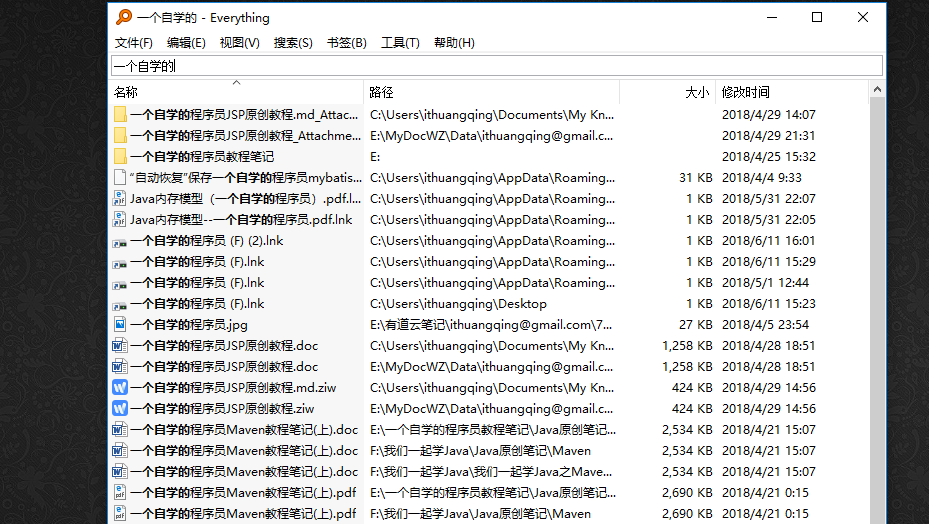 一个自学的 - Everything
文件(F) 编辑(E) 视图(V) 搜索(S) 书签(B) 工具(T) 帮助(H)
一个自学的
名称 路径 大小 修改时间
一个自学的程序员JSP原创教程.md_Attac... C:\Users\ithuangqing\Documents\My Kn... 2018/4/29 14:07
一个自学的程序员JSP原创教程_Attachme... E:\MyDocWZ\Data\ithuangqing@gmail.c... 2018/4/29 21:31
一个自学的程序员教程笔记 E: 2018/4/25 15:32
“自动恢复”保存一个自学的程序员mybatis... C:\Users\ithuangqing\AppData\Roaming... 31 KB 2018/4/4 9:33
Java内存模型（一个自学的程序员）.pdf.l... C:\Users\ithuangqing\AppData\Roaming... 1 KB 2018/5/31 22:07
Java内存模型--一个自学的程序员.pdf.lnk C:\Users\ithuangqing\AppData\Roaming... 1 KB 2018/5/31 22:05
一个自学的程序员 (F) (2).lnk C:\Users\ithuangqing\AppData\Roaming... 1 KB 2018/6/11 16:01
一个自学的程序员 (F).lnk C:\Users\ithuangqing\AppData\Roaming... 1 KB 2018/6/11 15:29
一个自学的程序员 (F).lnk C:\Users\ithuangqing\AppData\Roaming... 1 KB 2018/5/1 12:44
一个自学的程序员 (F).lnk C:\Users\ithuangqing\Desktop 1 KB 2018/6/11 15:23
一个自学的程序员.jpg E:\有道云笔记\ithuangqing@gmail.com\7... 27 KB 2018/4/5 23:54
一个自学的程序员JSP原创教程.doc C:\Users\ithuangqing\Documents\My Kn... 1,258 KB 2018/4/28 18:51
一个自学的程序员JSP原创教程.doc E:\MyDocWZ\Data\ithuangqing@gmail.c... 1,258 KB 2018/4/28 18:51
一个自学的程序员JSP原创教程.md.ziw C:\Users\ithuangqing\Documents\My Kn... 424 KB 2018/4/29 14:56
一个自学的程序员JSP原创教程.ziw E:\MyDocWZ\Data\ithuangqing@gmail.c... 424 KB 2018/4/29 14:56
一个自学的程序员Maven教程笔记(上).doc E:\一个自学的程序员教程笔记\Java原创笔记... 2,534 KB 2018/4/21 15:07
一个自学的程序员Maven教程笔记(上).doc F:\我们一起学Java\Java原创笔记\Maven 2,534 KB 2018/4/21 15:07
一个自学的程序员Maven教程笔记(上).doc F:\我们一起学Java\我们一起学Java之Mave... 2,534 KB 2018/4/21 15:07
一个自学的程序员Maven教程笔记(上).pdf E:\一个自学的程序员教程笔记\Java原创笔记... 2,690 KB 2018/4/21 0:15
一个自学的程序员Maven教程笔记(上).pdf F:\我们一起学Java\Java原创笔记\Maven 2,690 KB 2018/4/21 0:15